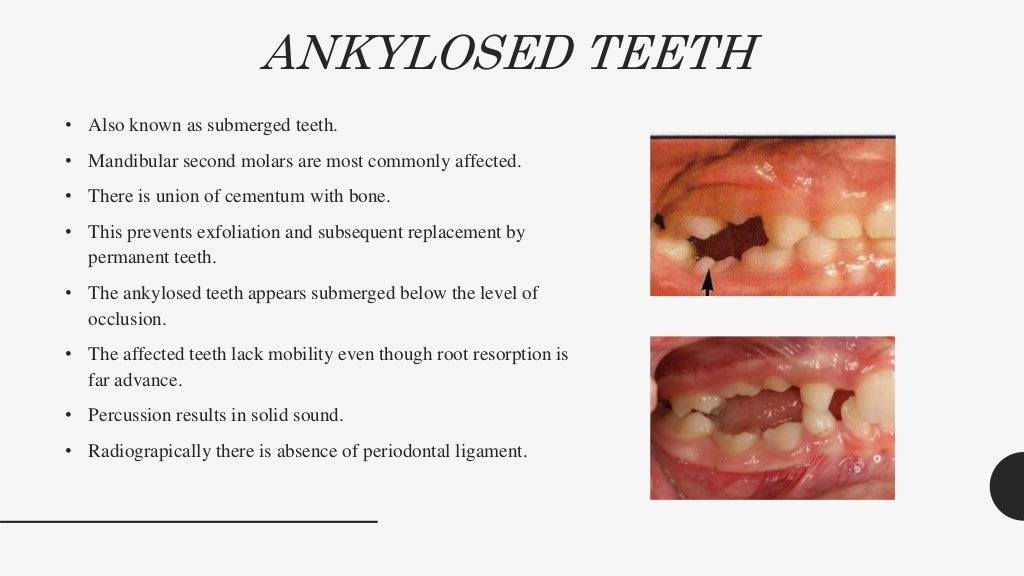 ANKYLOSED TEETH
• Also known as submerged teeth.
• Mandibular second molars are most commonly affected.
• There is union of cementum with bone.
• This prevents exfoliation and subsequent replacement by
permanent teeth.
• The ankylosed teeth appears submerged below the level of
occlusion.
• The affected teeth lack mobility even though root resorption is
far advance.
• Percussion results in solid sound.
• Radiograpically there is absence of periodontal ligament.